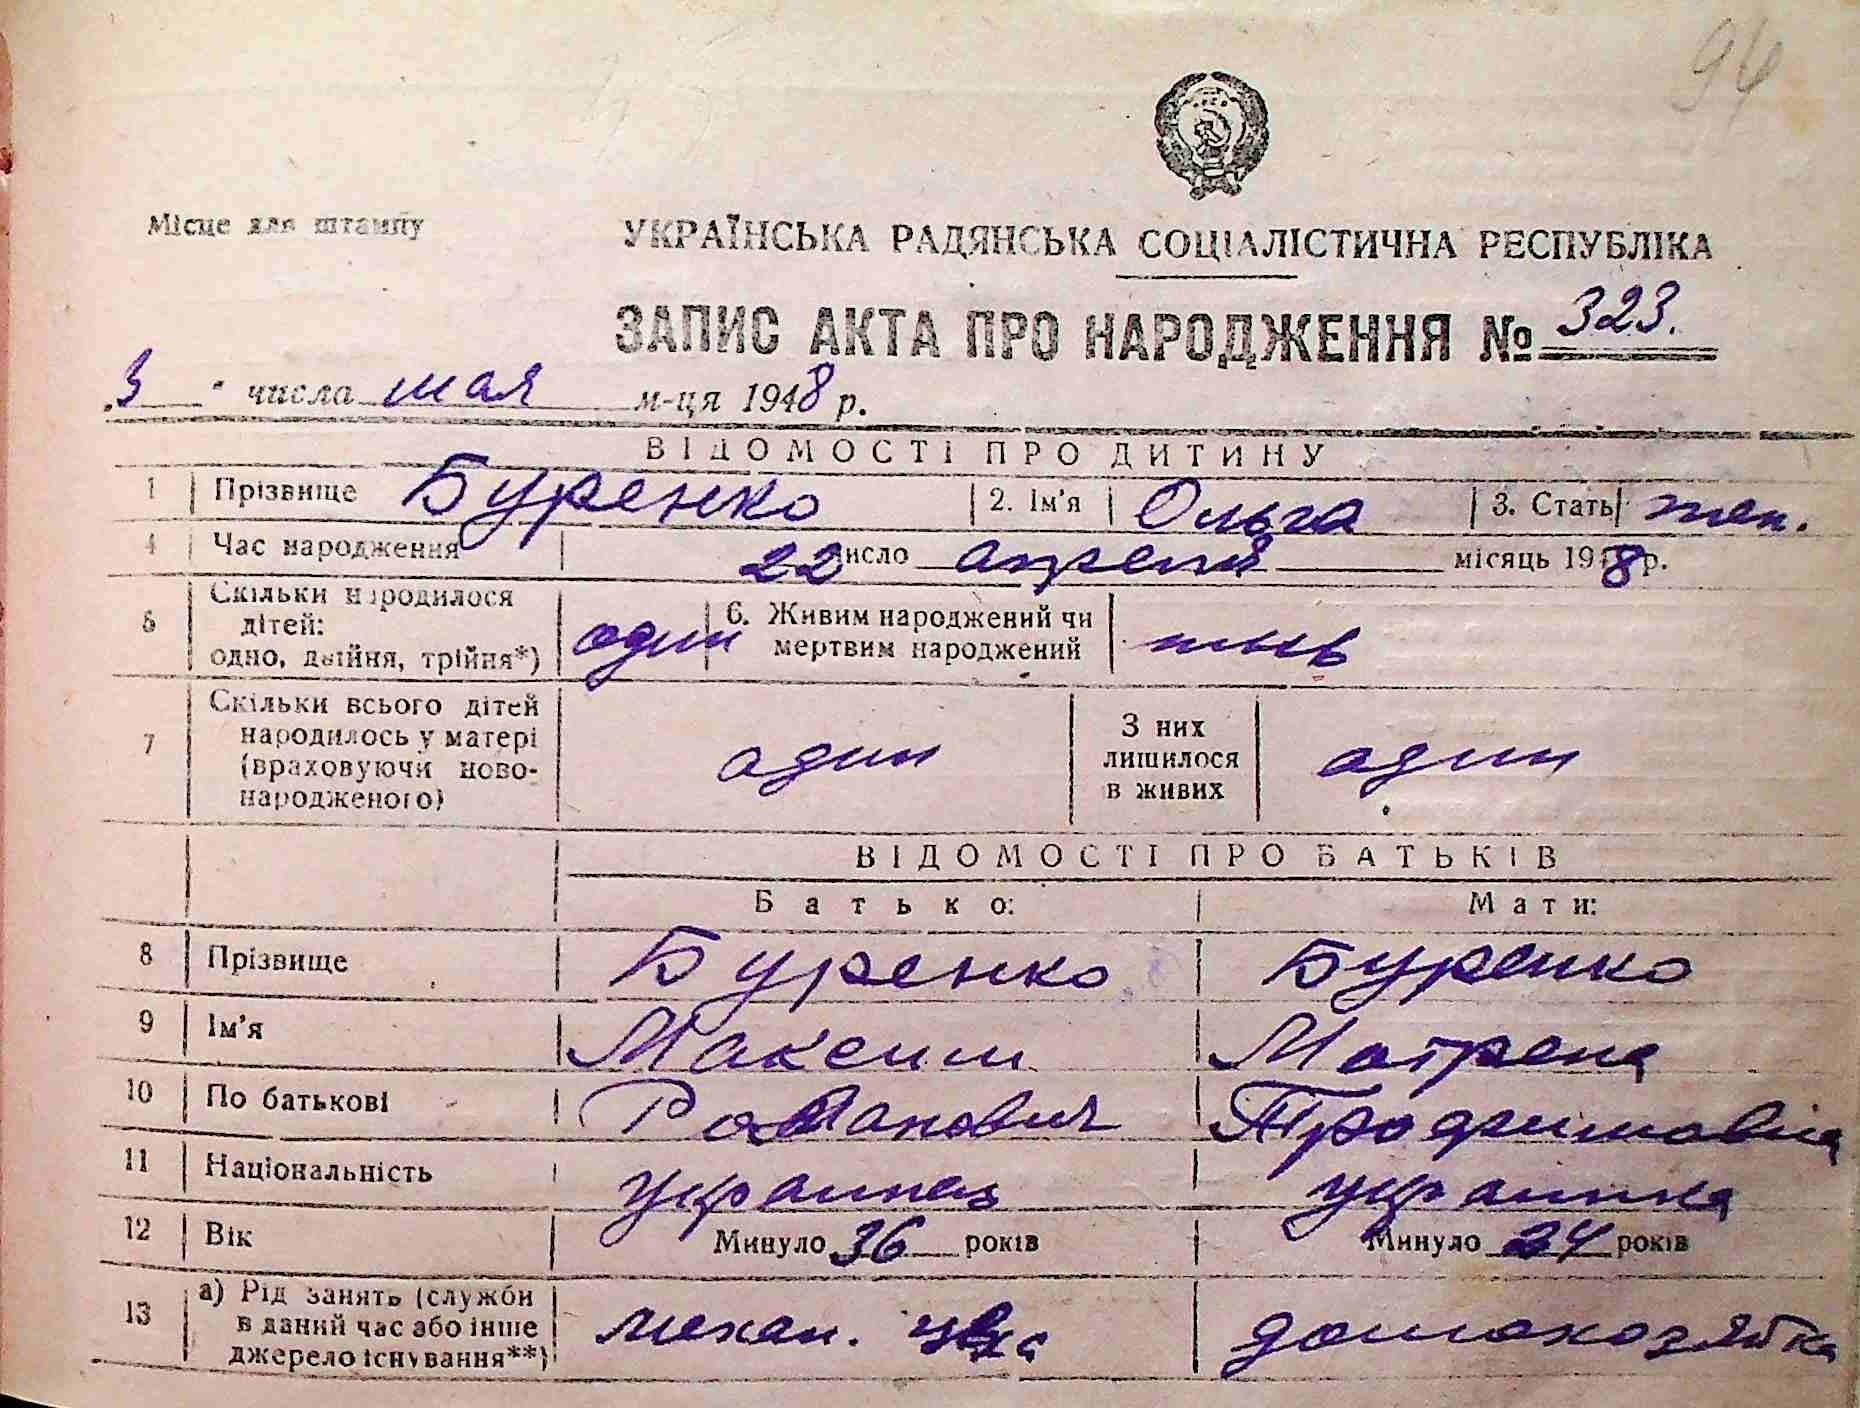 94
Місце для штампу
УКРАЇНСЬКА РАДЯНСЬКА СОЦІАЛІСТИЧНА РЕСПУБЛІКА
ЗАПИС АКТА ПРО НАРОДЖЕННЯ № 323.
3 числа мая м-ця 1948 р.
ВІДОМОСТІ ПРО ДИТИНУ
1 Прізвище Буренко 2. Ім'я Ольга 3. Стать жен.
4 Час народження 22 число апреля місяць 1948 р.
5 Скільки народилося дітей: одно, двійня, трійня*) один 6. Живим народжений чи мертвим народжений
7 Скільки всього дітей народилось у матері (враховуючи ново-народженого) один З них лишилося в живих один
ВІДОМОСТІ ПРО БАТЬКІВ
Батько: Мати:
8 Прізвище Буренко Буренко
9 Ім'я Максим Матрена
10 По батькові Романович Трофимовна
11 Національність украинец украинка
12 Вік Минуло 36 років Минуло 24 років
13 а) Рід занять (служби в даний час або інше джерело існування**) механ. цеха домохозяйка